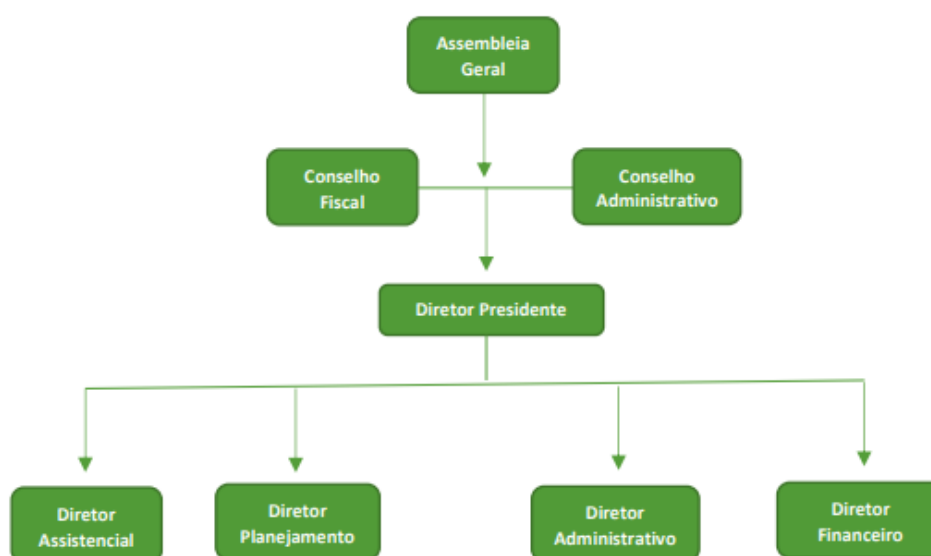 Assembleia
Geral
Conselho
Fiscal
Conselho
Administrativo
Diretor Presidente
Diretor
Assistencial
Diretor
Planejamento
Diretor
Administrativo
Diretor
Financeiro